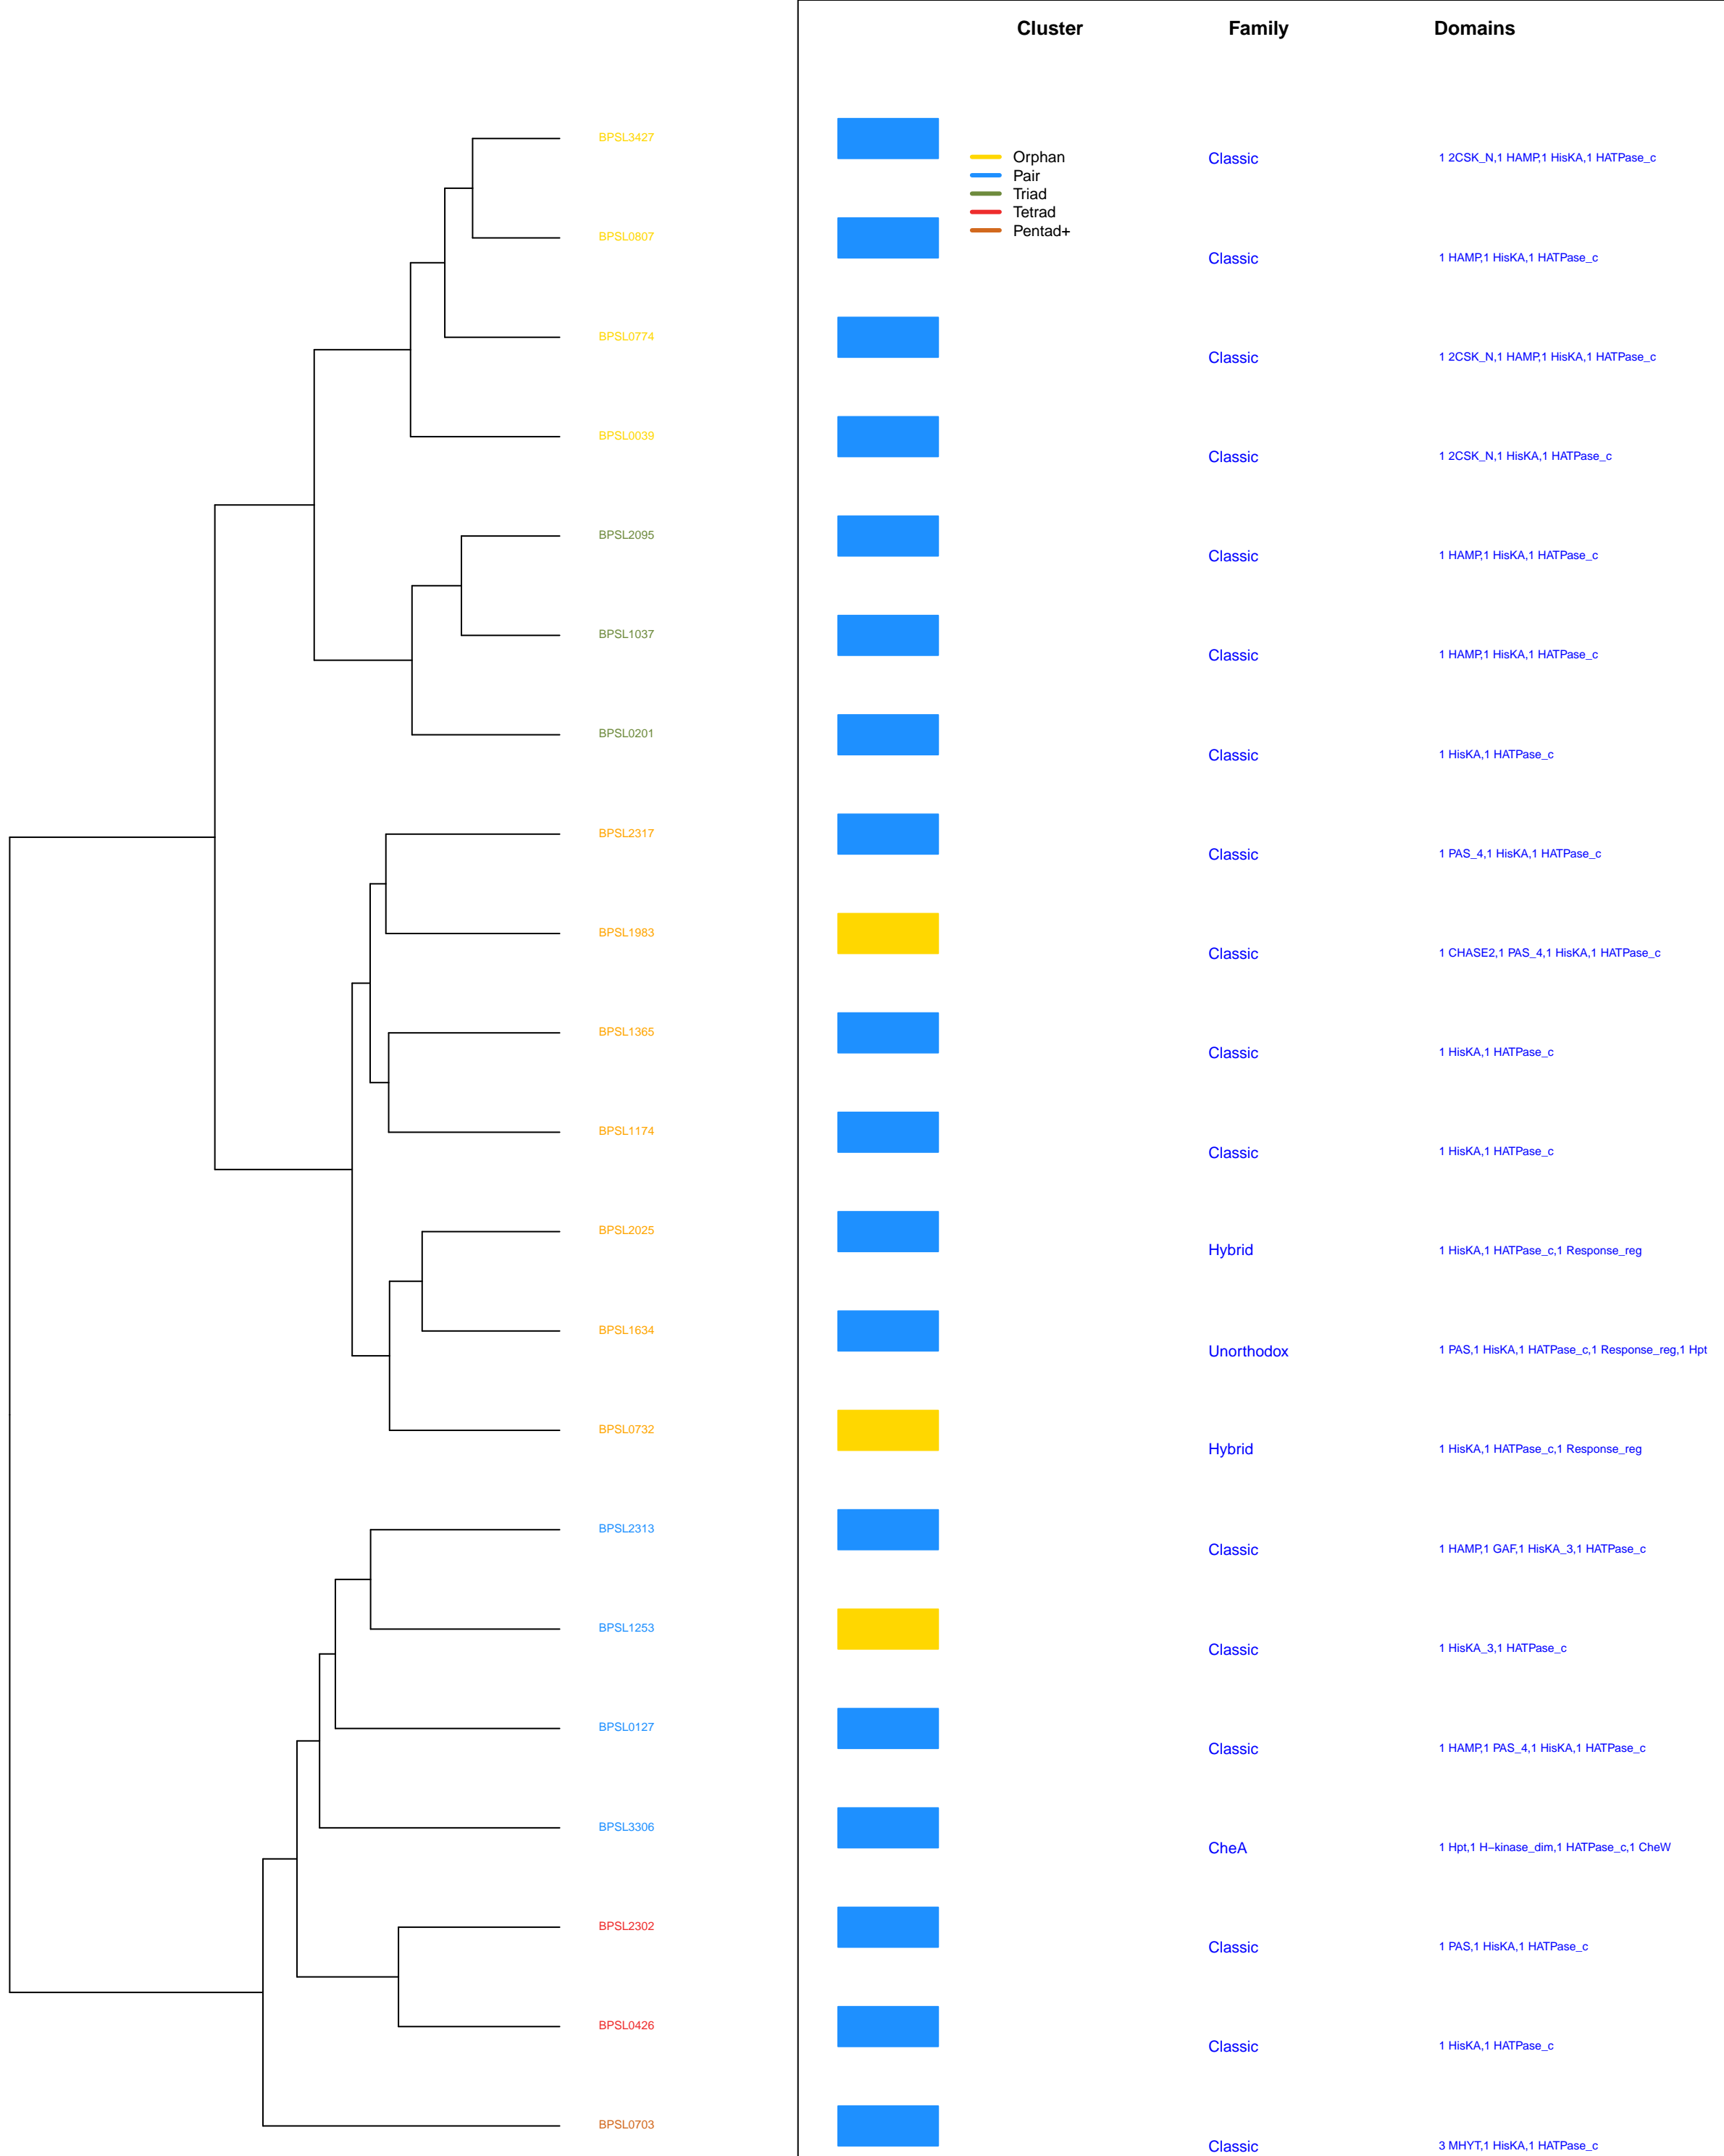 Cluster Family Domains
BPSL3427
Orphan
Classic 1 2CSK_N,1 HAMP,1 HisKA,1 HATPase_c
Pair
Triad
Tetrad
Pentad+
BPSL0807
Classic 1 HAMP,1 HisKA,1 HATPase_c
BPSL0774
Classic 1 2CSK_N,1 HAMP,1 HisKA,1 HATPase_c
BPSL0039
Classic 1 2CSK_N,1 HisKA,1 HATPase_c
BPSL2095
Classic 1 HAMP,1 HisKA,1 HATPase_c
BPSL1037
Classic 1 HAMP,1 HisKA,1 HATPase_c
BPSL0201
Classic 1 HisKA,1 HATPase_c
BPSL2317
Classic 1 PAS_4,1 HisKA,1 HATPase_c
BPSL1983
Classic 1 CHASE2,1 PAS_4,1 HisKA,1 HATPase_c
BPSL1365
Classic 1 HisKA,1 HATPase_c
BPSL1174
Classic 1 HisKA,1 HATPase_c
BPSL2025
Hybrid 1 HisKA,1 HATPase_c,1 Response_reg
BPSL1634
Unorthodox 1 PAS,1 HisKA,1 HATPase_c,1 Response_reg,1 Hpt
BPSL0732
Hybrid 1 HisKA,1 HATPase_c,1 Response_reg
BPSL2313
Classic 1 HAMP,1 GAF,1 HisKA_3,1 HATPase_c
BPSL1253
Classic 1 HisKA_3,1 HATPase_c
BPSL0127
Classic 1 HAMP,1 PAS_4,1 HisKA,1 HATPase_c
BPSL3306
CheA 1 Hpt,1 H−kinase_dim,1 HATPase_c,1 CheW
BPSL2302
Classic 1 PAS,1 HisKA,1 HATPase_c
BPSL0426
Classic 1 HisKA,1 HATPase_c
BPSL0703
Classic 3 MHYT,1 HisKA,1 HATPase_c